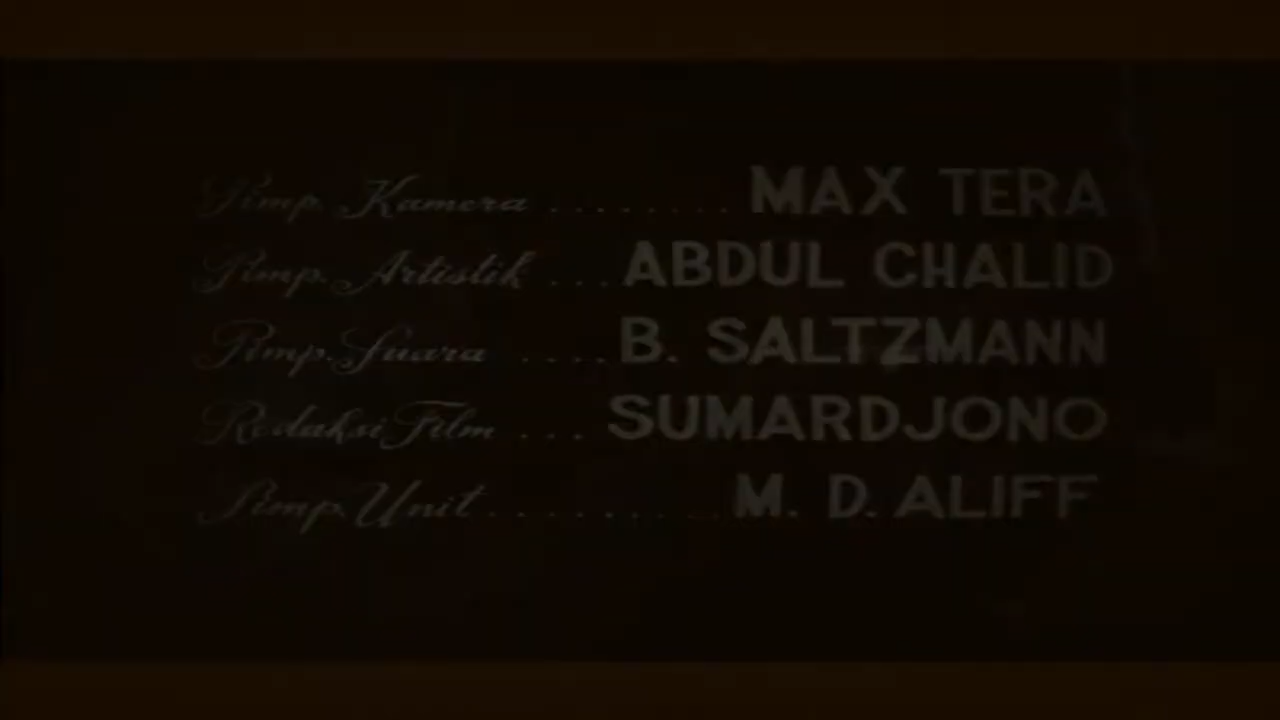 Pimp. Kamera ......... MAX TERA
Pimp. Artistik ....ABDUL CHALID
Pimp. Suara ....B. SALTZMANN
Redaksi Film ... SUMARDJONO
Pimp. Unit ......... M. D. ALIFF